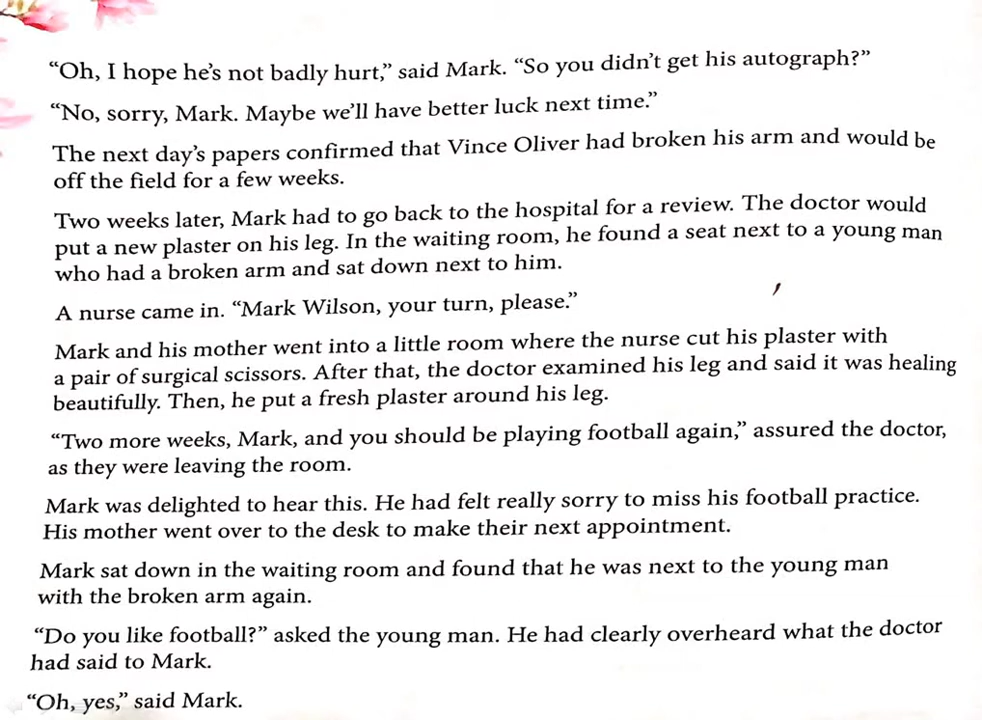 “Oh, I hope he’s not badly hurt,” said Mark. “So you didn’t get his autograph?”
“No, sorry, Mark. Maybe we’ll have better luck next time.”
The next day’s papers confirmed that Vince Oliver had broken his arm and would be
off the field for a few weeks.
Two weeks later, Mark had to go back to the hospital for a review. The doctor would
put a new plaster on his leg. In the waiting room, he found a seat next to a young man
who had a broken arm and sat down next to him.
A nurse came in. “Mark Wilson, your turn, please.”
Mark and his mother went into a little room where the nurse cut his plaster with
a pair of surgical scissors. After that, the doctor examined his leg and said it was healing
beautifully. Then, he put a fresh plaster around his leg.
“Two more weeks, Mark, and you should be playing football again,” assured the doctor,
as they were leaving the room.
Mark was delighted to hear this. He had felt really sorry to miss his football practice.
His mother went over to the desk to make their next appointment.
Mark sat down in the waiting room and found that he was next to the young man
with the broken arm again.
“Do you like football?” asked the young man. He had clearly overheard what the doctor
had said to Mark.
“Oh, yes,” said Mark.